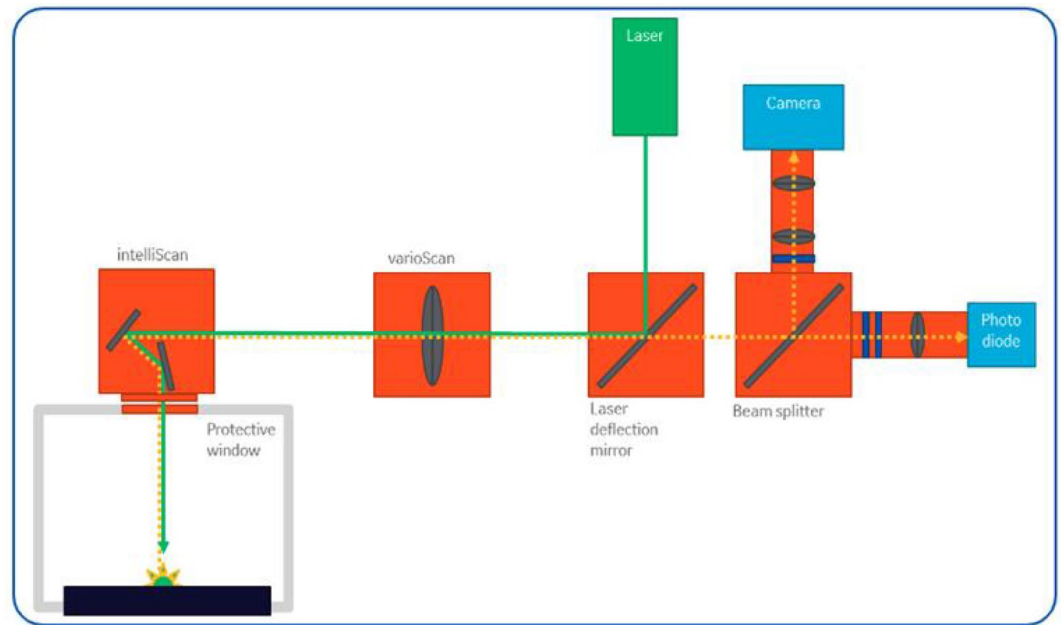 Laser
Camera
intelliScan
varioScan
Photo
diode
Laser
deflection
mirror
Beam splitter
Protective
window